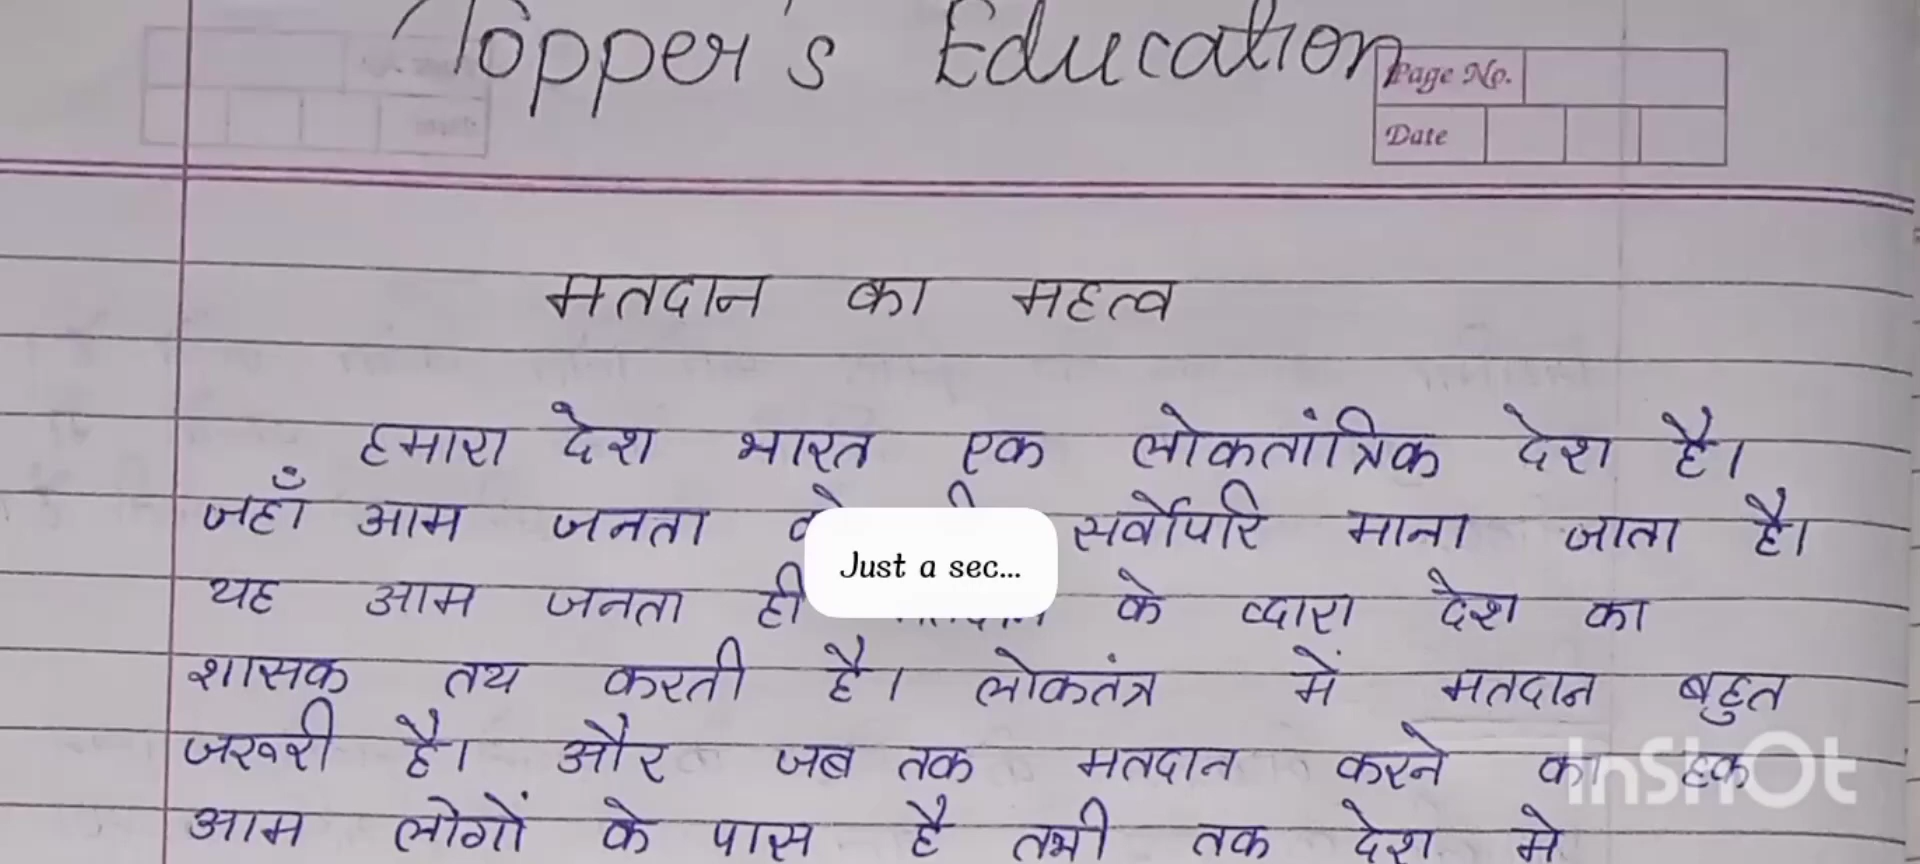 Topper's Education
Page No.
Date
मतदान का महत्व
हमारा देश भारत एक लोकतांत्रिक देश है।
जहाँ आम जनता सर्वोपरि माना जाता है।
Just a sec...
यह आम जनता ही के द्वारा देश का
शासक तय करती है। लोकतंत्र में मतदान बहुत
जरूरी है। और जब तक मतदान करने का हक
आम लोगों के पास है तभी तक देश मे
InShOt